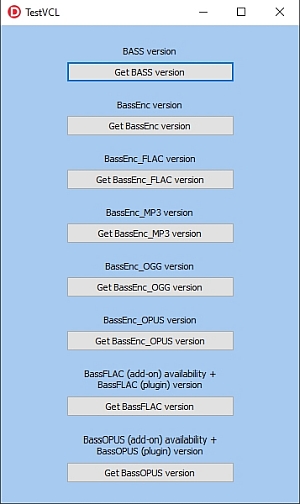 D TestVCL
BASS version
Get BASS version
BassEnc version
Get BassEnc version
BassEnc_FLAC version
Get BassEnc_FLAC version
BassEnc_MP3 version
Get BassEnc_MP3 version
BassEnc_OGG version
Get BassEnc_OGG version
BassEnc_OPUS version
Get BassEnc_OPUS version
BassFLAC (add-on) availability +
BassFLAC (plugin) version
Get BassFLAC version
BassOPUS (add-on) availability +
BassOPUS (plugin) version
Get BassOPUS version